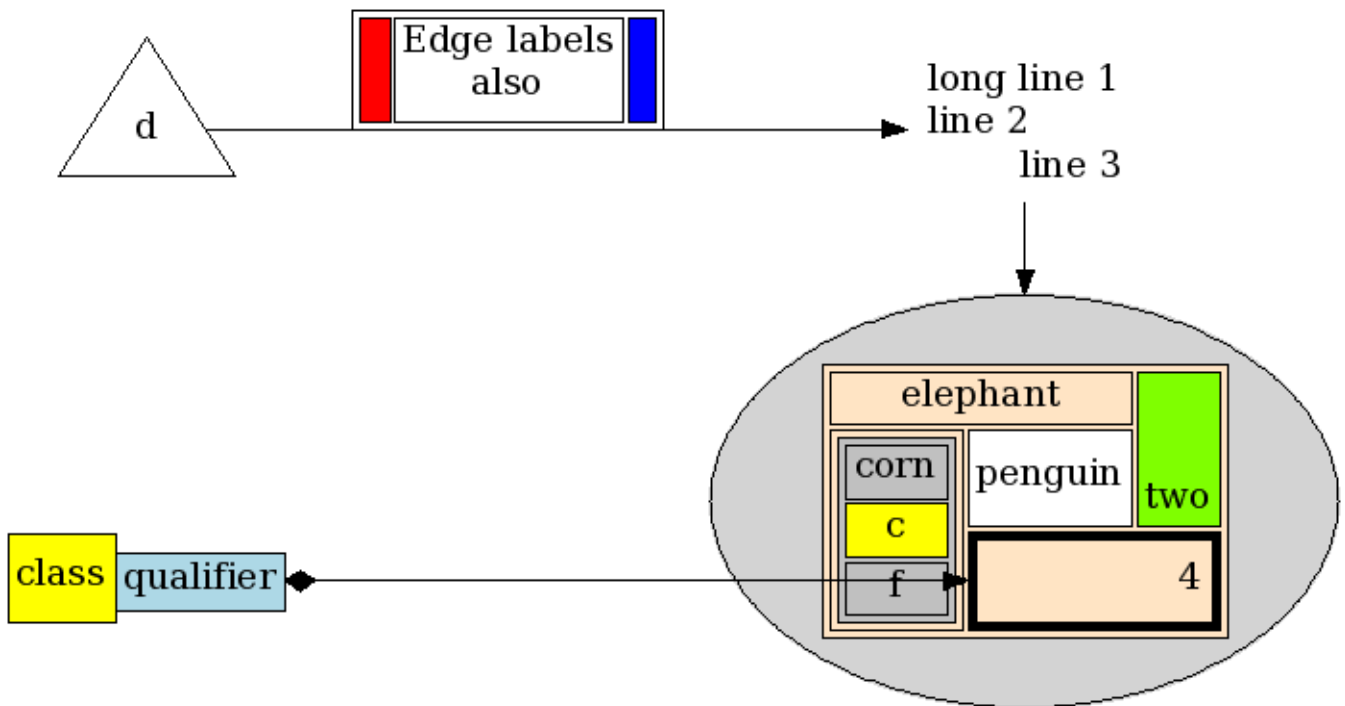 d
Edge labels
also
long line 1
line 2
line 3
elephant
corn
penguin
two
c
f
4
class
qualifier